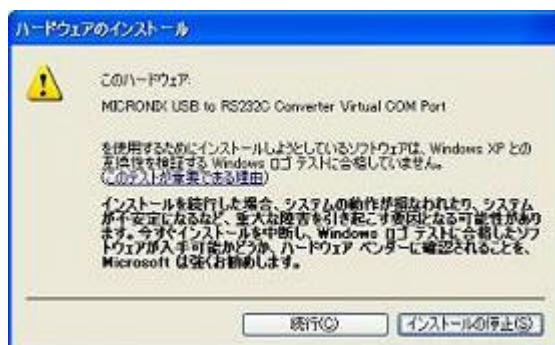 ハードウェアのインストール
このハードウェア:
MICRONIX USB to RS232C Converter Virtual COM Port
を使用するためにインストールしようとしているソフトウェアは、Windows XP との
互換性を検証する Windows ロゴ テストに合格していません。
(このテストが重要である理由)
インストールを続行した場合、システムの動作が損なわれたり、システム
が不安定になるなど、重大な障害を引き起こす要因となる可能性があり
ます。今すぐインストールを中断し、Windows ロゴ テストに合格したソフ
トウェアが入手可能かどうか、ハードウェア ベンダーに確認されることを、
Microsoft は強くお勧めします。
続行(C)
インストールの停止(S)